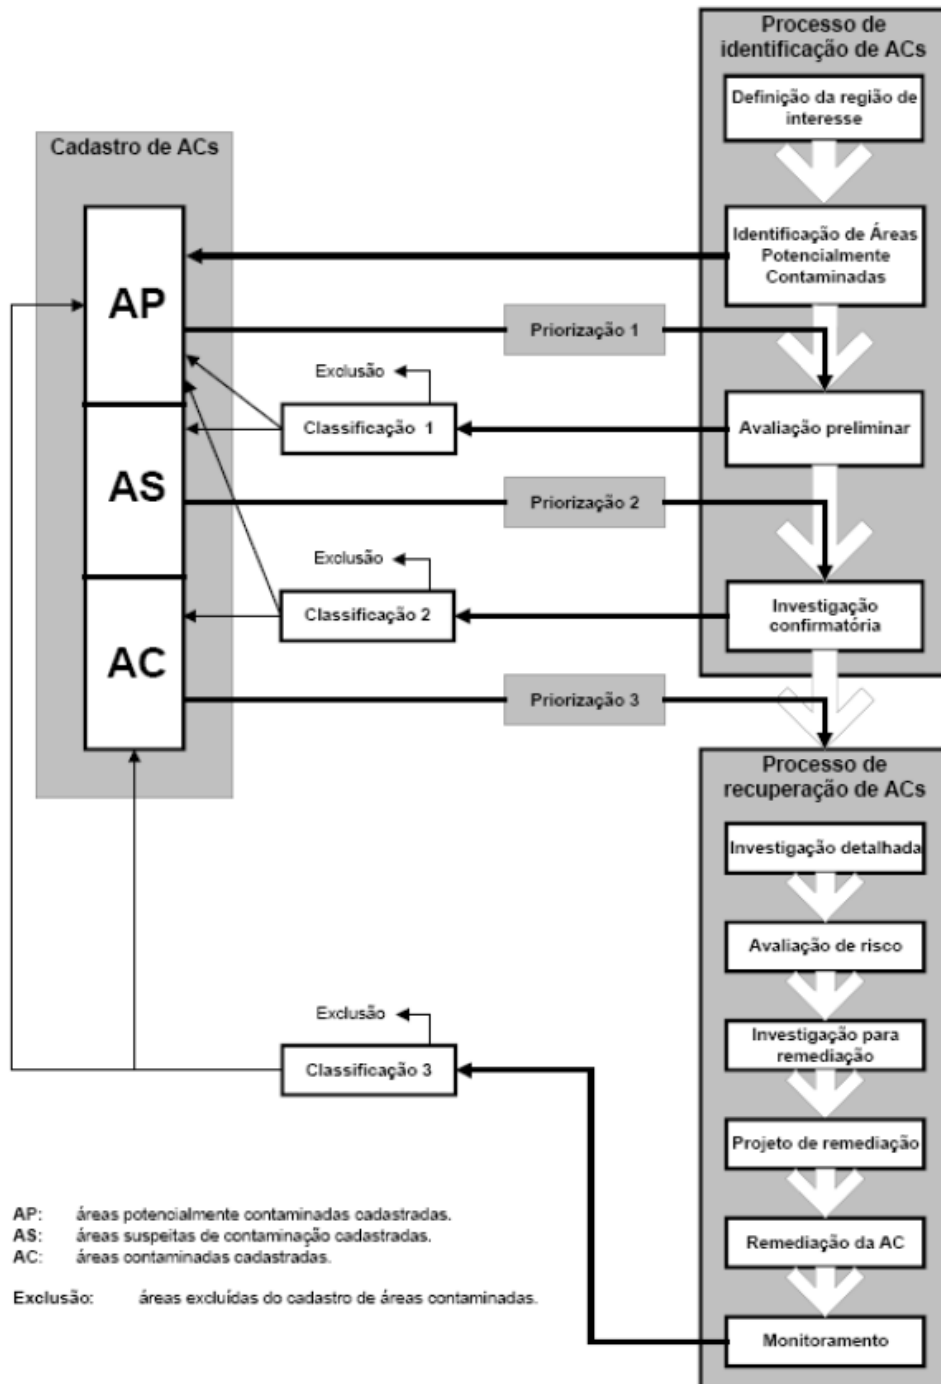 Processo de
identificação de ACs
Definição da região de
interesse
Cadastro de ACs
Identificação de Áreas
Potencialmente
Contaminadas
AP
Priorização 1
Exclusão
Classificação 1
Avaliação preliminar
AS
Priorização 2
Exclusão
Classificação 2
Investigação
confirmatória
AC
Priorização 3
Processo de
recuperação de ACs
Investigação detalhada
Avaliação de risco
Exclusão
Classificação 3
Investigação para
remediação
Projeto de remediação
Remediação da AC
Monitoramento
AP: áreas potencialmente contaminadas cadastradas.
AS: áreas suspeitas de contaminação cadastradas.
AC: áreas contaminadas cadastradas.
Exclusão: áreas excluídas do cadastro de áreas contaminadas.